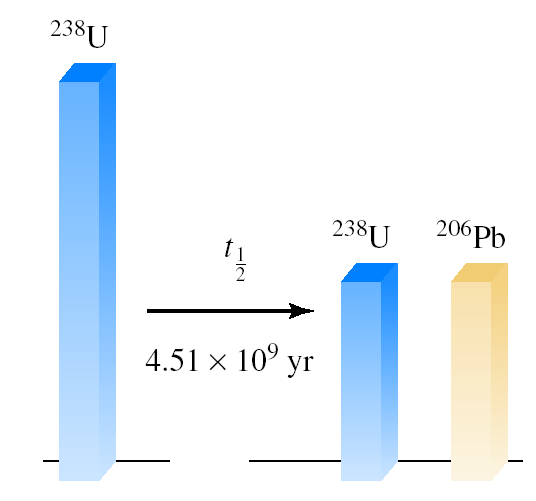 ²³⁸U
²³⁸U ²⁰⁶Pb
t½
4.51 × 10⁹ yr